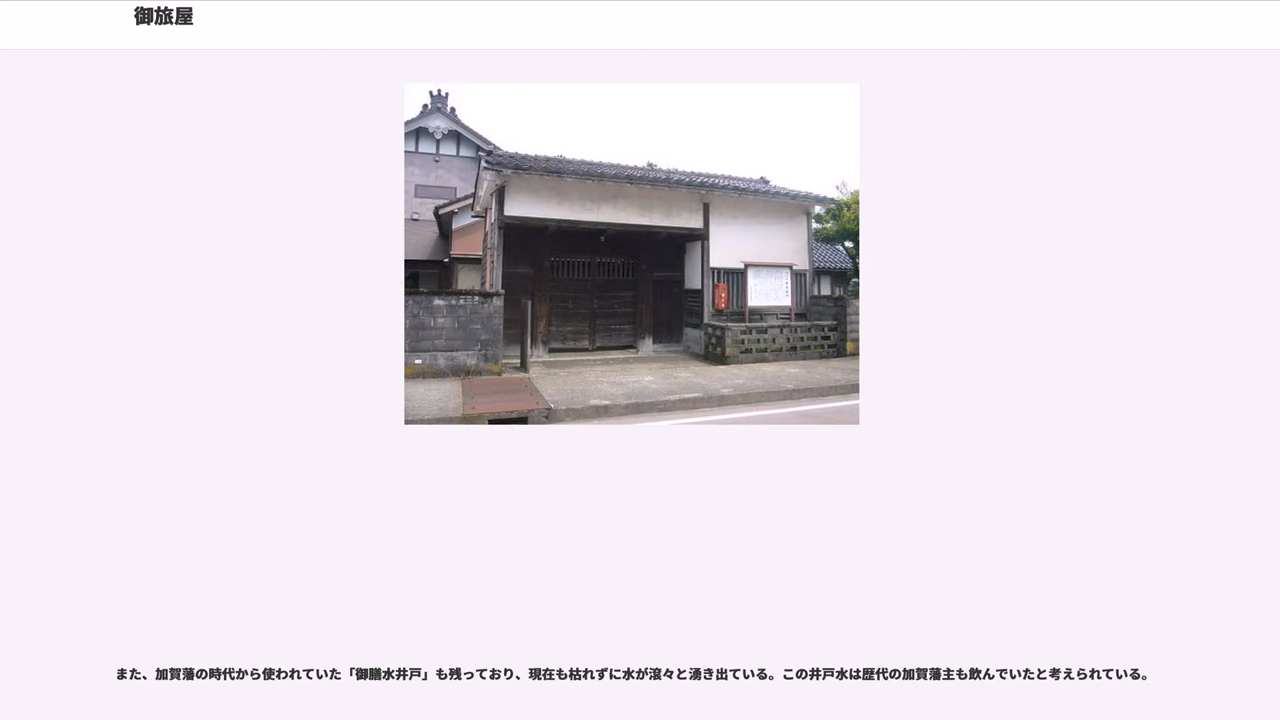 御旅屋
また、加賀藩の時代から使われていた「御膳水井戸」も残っており、現在も枯れずに水が滾々と湧き出ている。この井戸水は歴代の加賀藩主も飲んでいたと考えられている。